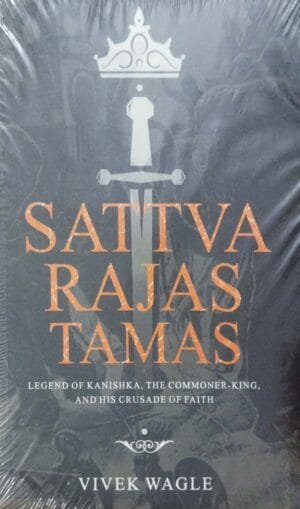 SATTVA
RAJAS
TAMAS
LEGEND OF KANISHKA, THE COMMONER-KING,
AND HIS CRUSADE OF FAITH
VIVEK WAGLE